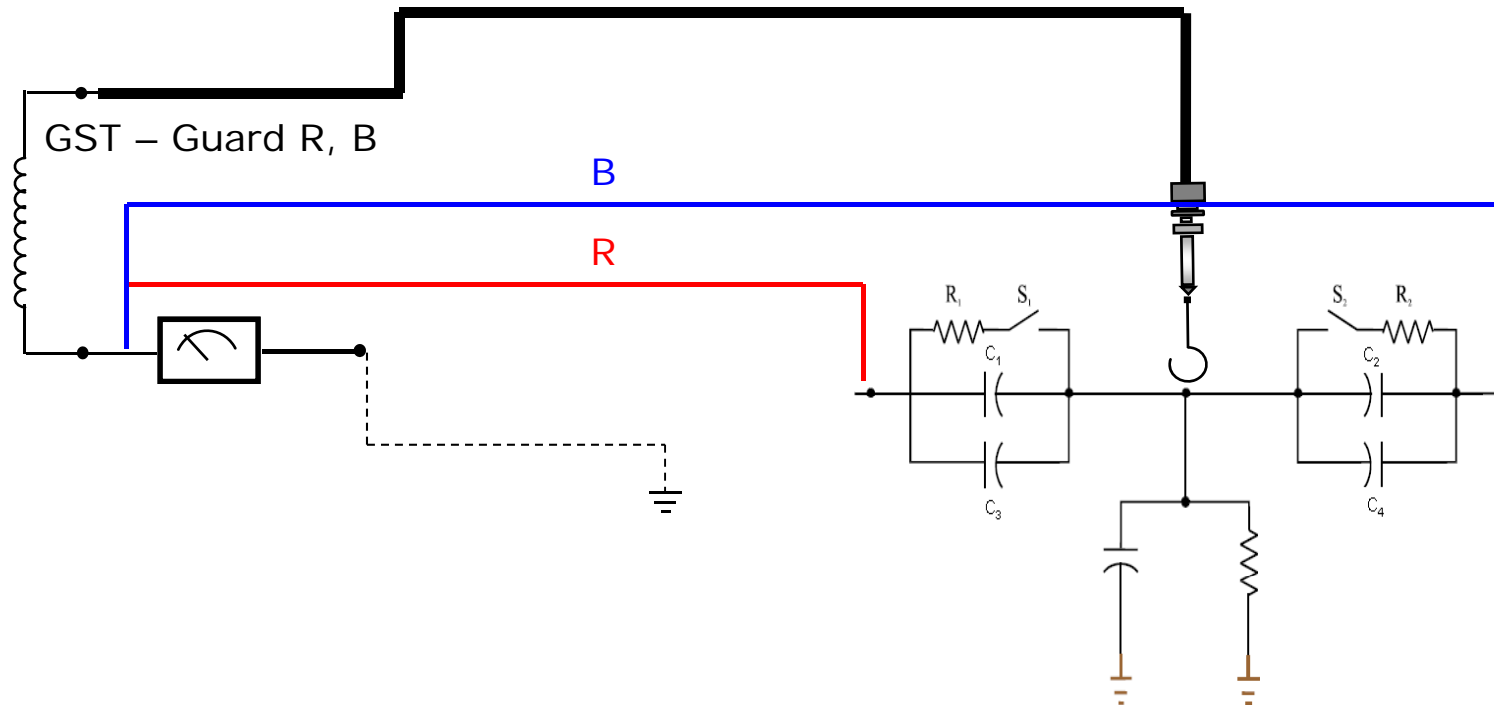 GST – Guard R, B
B
R
R₁ S₁
S₂ R₂
C₁
C₂
C₃
C₄